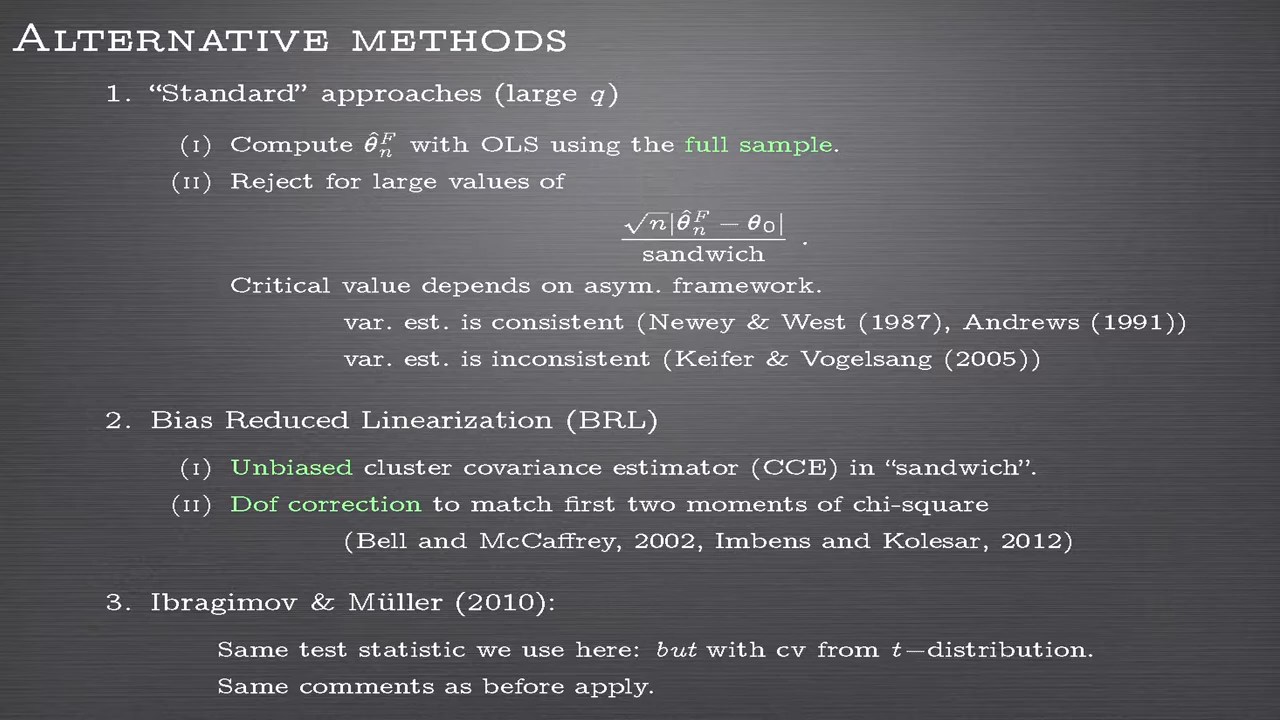 ALTERNATIVE METHODS
1. “Standard” approaches (large q)
(I) Compute θ̂ₙᶠ with OLS using the full sample.
(II) Reject for large values of
√n|θ̂ₙᶠ − θ₀|
sandwich .
Critical value depends on asym. framework.
var. est. is consistent (Newey & West (1987), Andrews (1991))
var. est. is inconsistent (Keifer & Vogelsang (2005))
2. Bias Reduced Linearization (BRL)
(I) Unbiased cluster covariance estimator (CCE) in “sandwich”.
(II) Dof correction to match first two moments of chi-square
(Bell and McCaffrey, 2002, Imbens and Kolesar, 2012)
3. Ibragimov & Müller (2010):
Same test statistic we use here: but with cv from t−distribution.
Same comments as before apply.